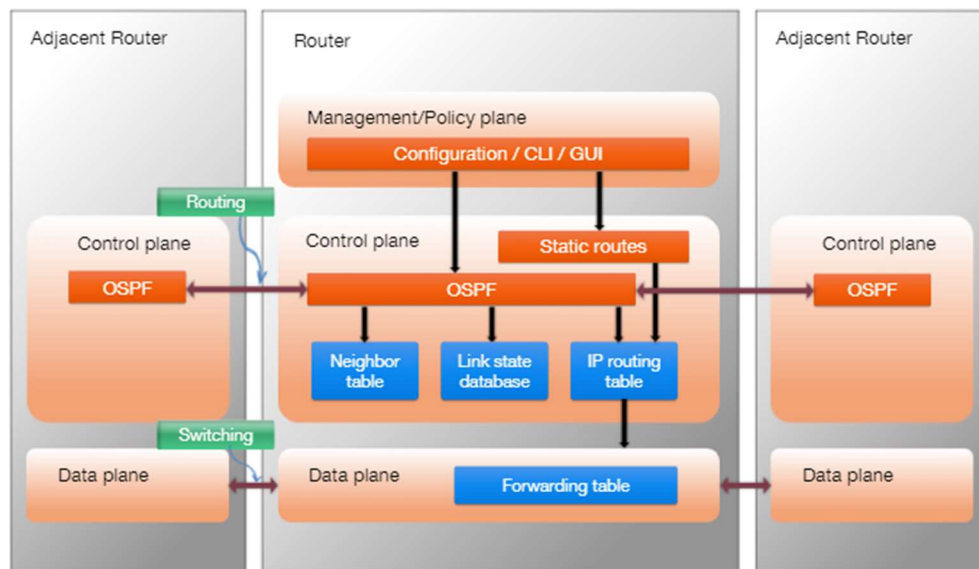 Adjacent Router
Router
Adjacent Router
Management/Policy plane
Configuration / CLI / GUI
Routing
Control plane
OSPF
Control plane
Static routes
OSPF
Neighbor
table
Link state
database
IP routing
table
Control plane
OSPF
Switching
Data plane
Data plane
Forwarding table
Data plane